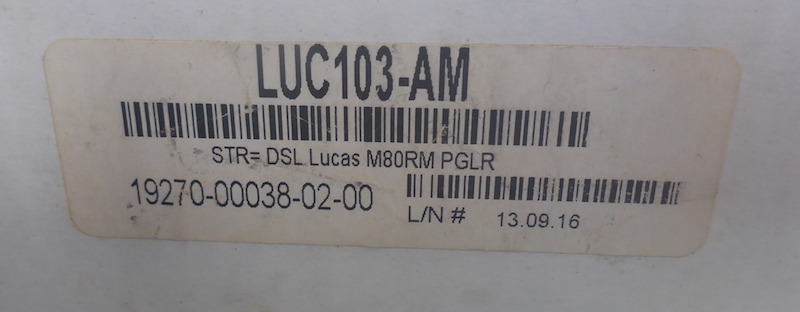 LUC103-AM
STR= DSL Lucas M80RM PGLR
19270-00038-02-00
L/N # 13.09.16